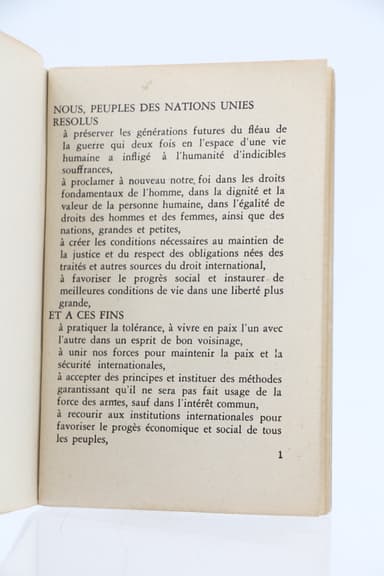 NOUS, PEUPLES DES NATIONS UNIES
RESOLUS
à préserver les générations futures du fléau de
la guerre qui deux fois en l'espace d'une vie
humaine a infligé à l'humanité d'indicibles
souffrances,
à proclamer à nouveau notre foi dans les droits
fondamentaux de l'homme, dans la dignité et la
valeur de la personne humaine, dans l'égalité de
droits des hommes et des femmes, ainsi que des
nations, grandes et petites,
à créer les conditions nécessaires au maintien de
la justice et du respect des obligations nées des
traités et autres sources du droit international,
à favoriser le progrès social et instaurer de
meilleures conditions de vie dans une liberté plus
grande,
ET A CES FINS
à pratiquer la tolérance, à vivre en paix l'un avec
l'autre dans un esprit de bon voisinage,
à unir nos forces pour maintenir la paix et la
sécurité internationales,
à accepter des principes et instituer des méthodes
garantissant qu'il ne sera pas fait usage de la
force des armes, sauf dans l'intérêt commun,
à recourir aux institutions internationales pour
favoriser le progès économique et social de tous
les peuples,
1